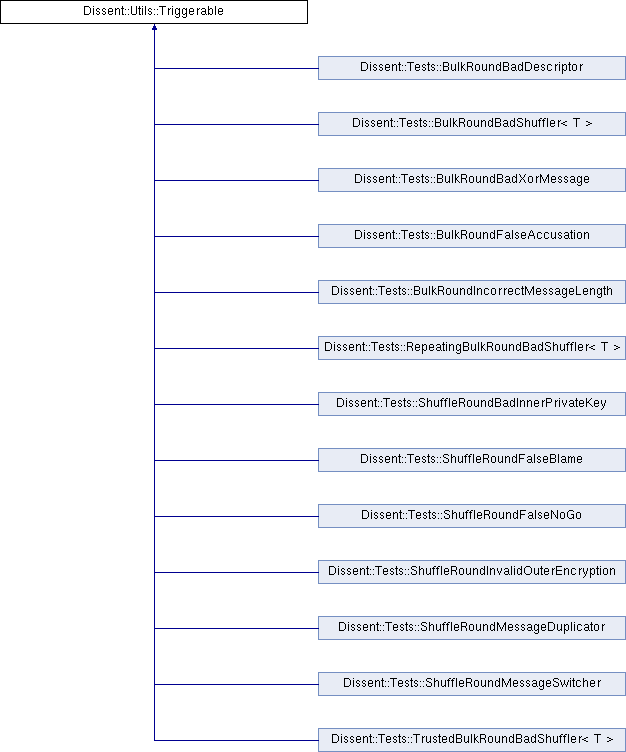 Dissent::Utils::Triggerable
Dissent::Tests::BulkRoundBadDescriptor
Dissent::Tests::BulkRoundBadShuffler< T >
Dissent::Tests::BulkRoundBadXorMessage
Dissent::Tests::BulkRoundFalseAccusation
Dissent::Tests::BulkRoundIncorrectMessageLength
Dissent::Tests::RepeatingBulkRoundBadShuffler< T >
Dissent::Tests::ShuffleRoundBadInnerPrivateKey
Dissent::Tests::ShuffleRoundFalseBlame
Dissent::Tests::ShuffleRoundFalseNoGo
Dissent::Tests::ShuffleRoundInvalidOuterEncryption
Dissent::Tests::ShuffleRoundMessageDuplicator
Dissent::Tests::ShuffleRoundMessageSwitcher
Dissent::Tests::TrustedBulkRoundBadShuffler< T >